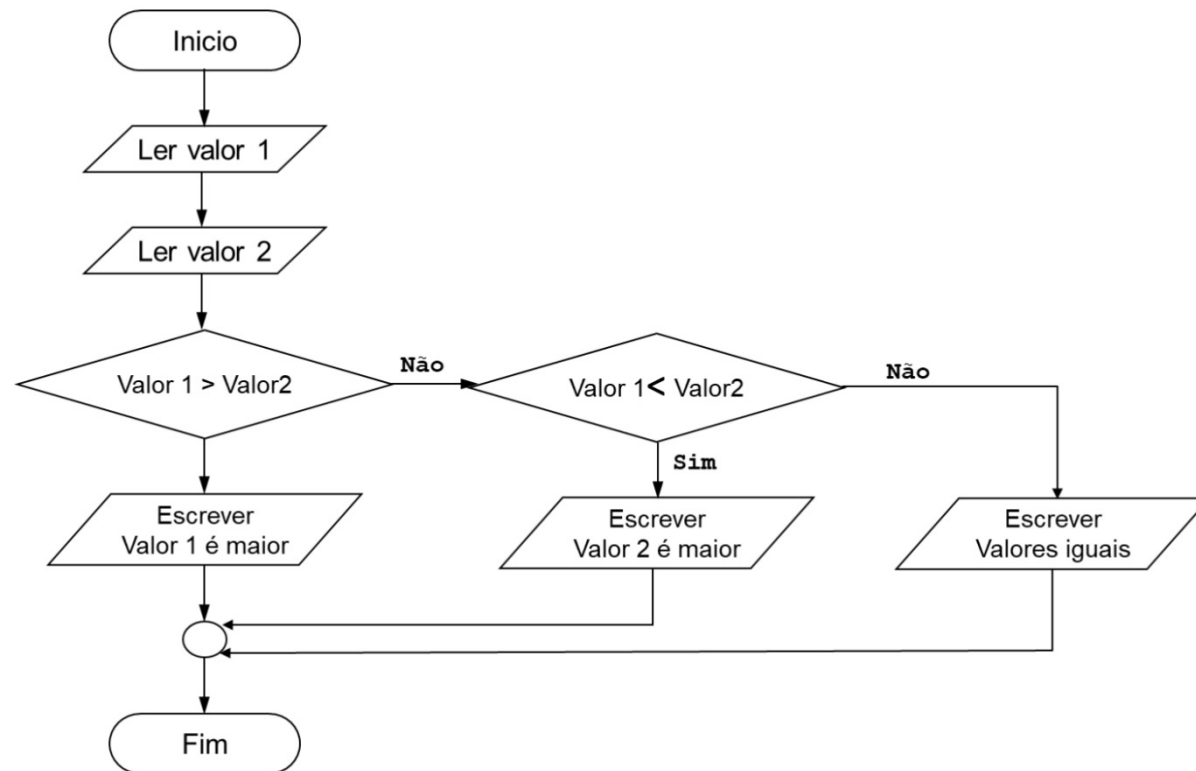 Inicio
Ler valor 1
Ler valor 2
Valor 1 > Valor2
Não
Valor 1< Valor2
Não
Sim
Escrever
Valor 1 é maior
Escrever
Valor 2 é maior
Escrever
Valores iguais
Fim